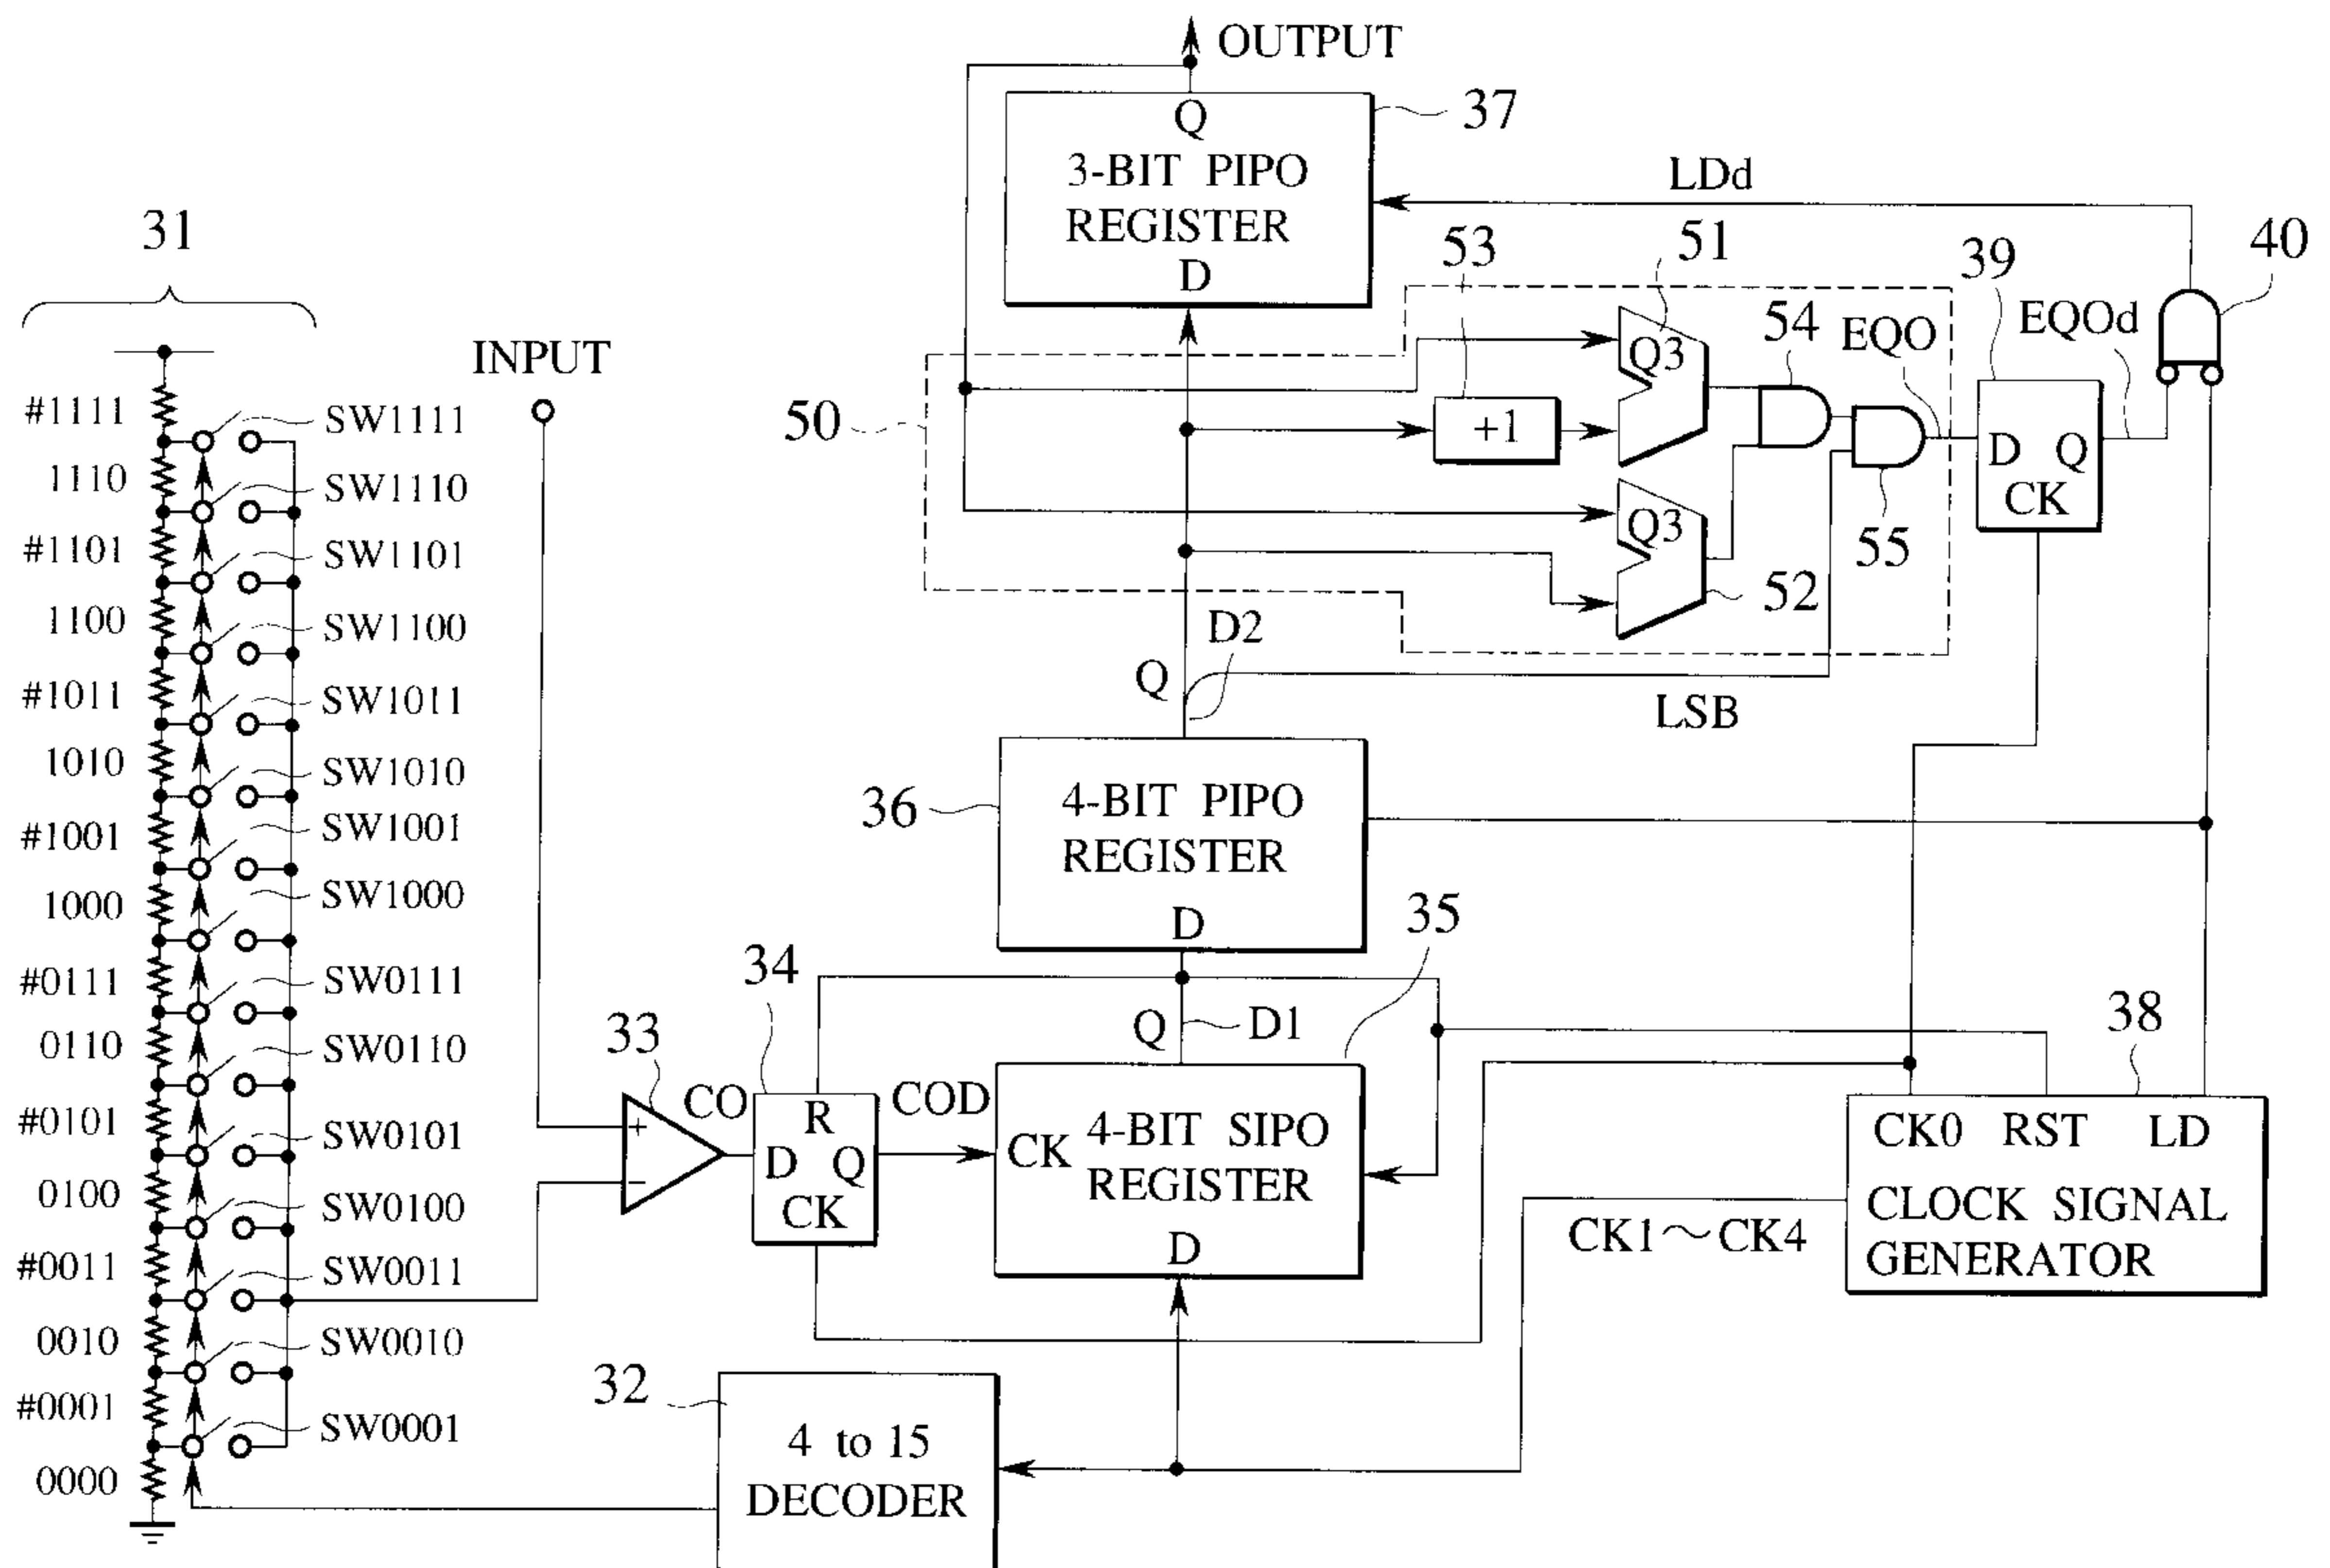 OUTPUT
Q
37
3-BIT PIPO
REGISTER
D
LDd
31
53
51
39
40
INPUT
Q3
54
EQO
EQOd
50
+1
D Q
CK
Q3
55
52
D2
Q
LSB
#1111
1110
#1101
1100
#1011
1010
#1001
1000
#0111
0110
#0101
0100
#0011
0010
#0001
0000
SW1111
SW1110
SW1101
SW1100
SW1011
SW1010
SW1001
SW1000
SW0111
SW0110
SW0101
SW0100
SW0011
SW0010
SW0001
36
4-BIT PIPO
REGISTER
D
35
34
33
Q
D1
38
CO
R
D Q
CK
COD
CK
4-BIT SIPO
REGISTER
D
CK0 RST LD
CLOCK SIGNAL
GENERATOR
CK1～CK4
32
4 to 15
DECODER